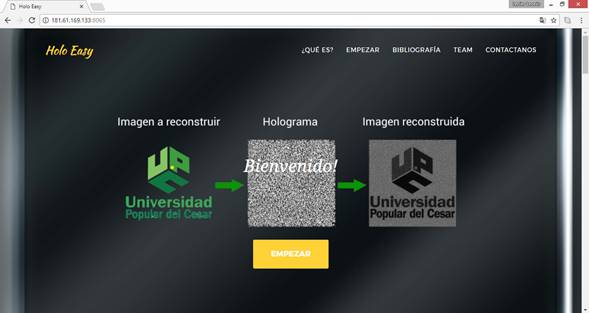 Holo Easy
181.61.169.133:8065
Holo Easy
¿QUÉ ES?
EMPEZAR
BIBLIOGRAFÍA
TEAM
CONTACTANOS
Imagen a reconstruir
Holograma
Imagen reconstruida
UPC
Universidad
Popular del Cesar
Bienvenido!
UPC
Universidad
Popular del Cesar
EMPEZAR